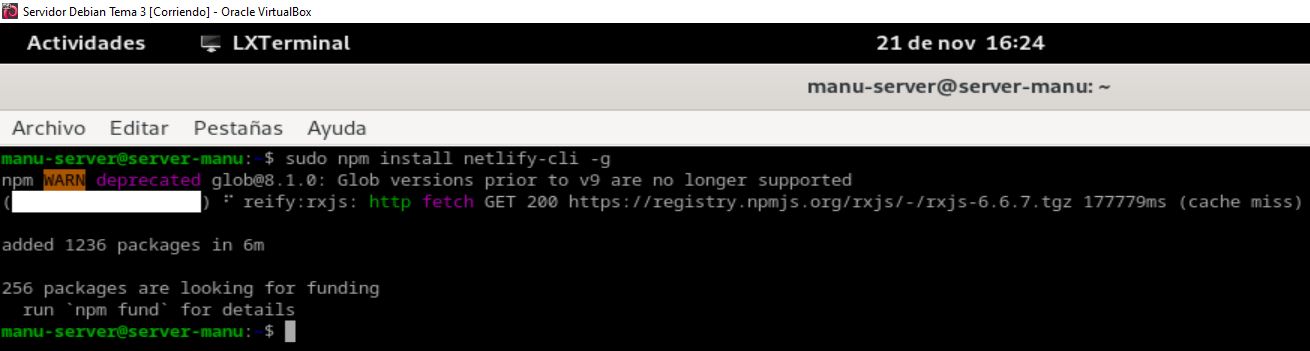 Servidor Debian Tema 3 [Corriendo] - Oracle VirtualBox
Actividades LXTerminal 21 de nov 16:24
manu-server@server-manu: ~
Archivo Editar Pestañas Ayuda
manu-server@server-manu:~$ sudo npm install netlify-cli -g
npm WARN deprecated glob@8.1.0: Glob versions prior to v9 are no longer supported
(██████████████████) ⠋ reify:rxjs: http fetch GET 200 https://registry.npmjs.org/rxjs/-/rxjs-6.6.7.tgz 177779ms (cache miss)
added 1236 packages in 6m
256 packages are looking for funding
run `npm fund` for details
manu-server@server-manu:~$